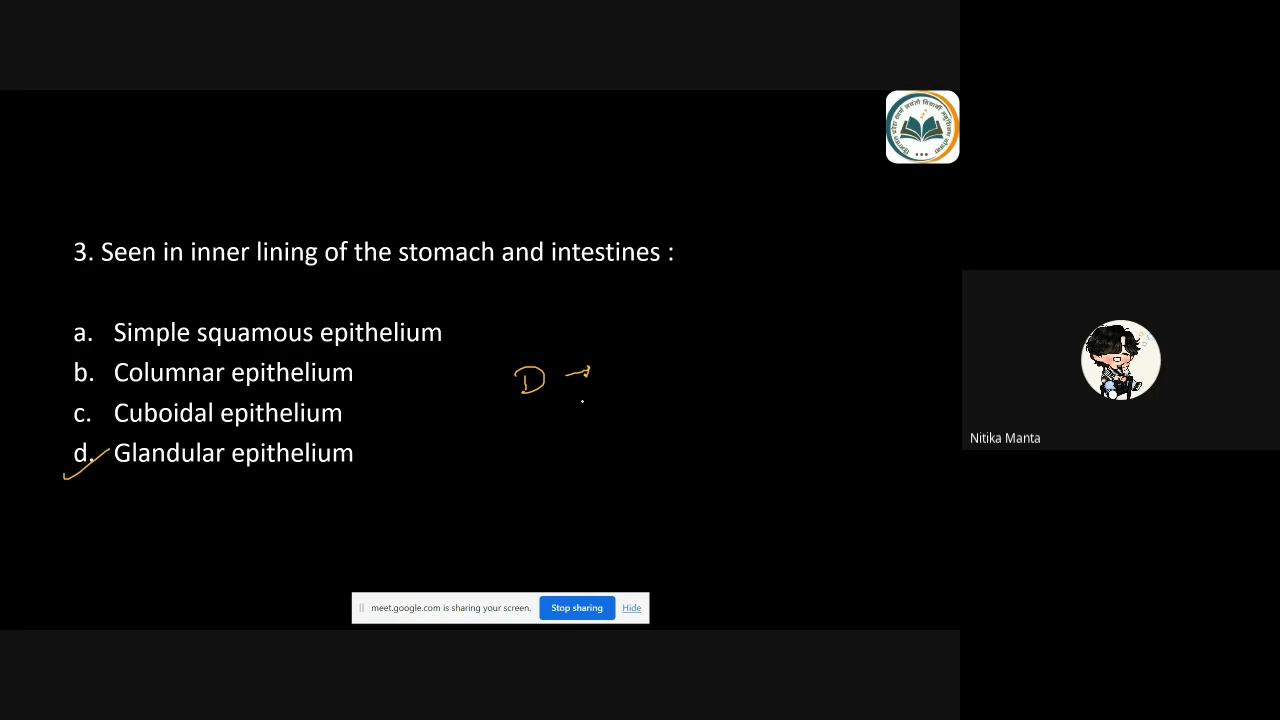 3. Seen in inner lining of the stomach and intestines :
a. Simple squamous epithelium
b. Columnar epithelium
D →
c. Cuboidal epithelium
d. Glandular epithelium
Nitika Manta
meet.google.com is sharing your screen. Stop sharing Hide